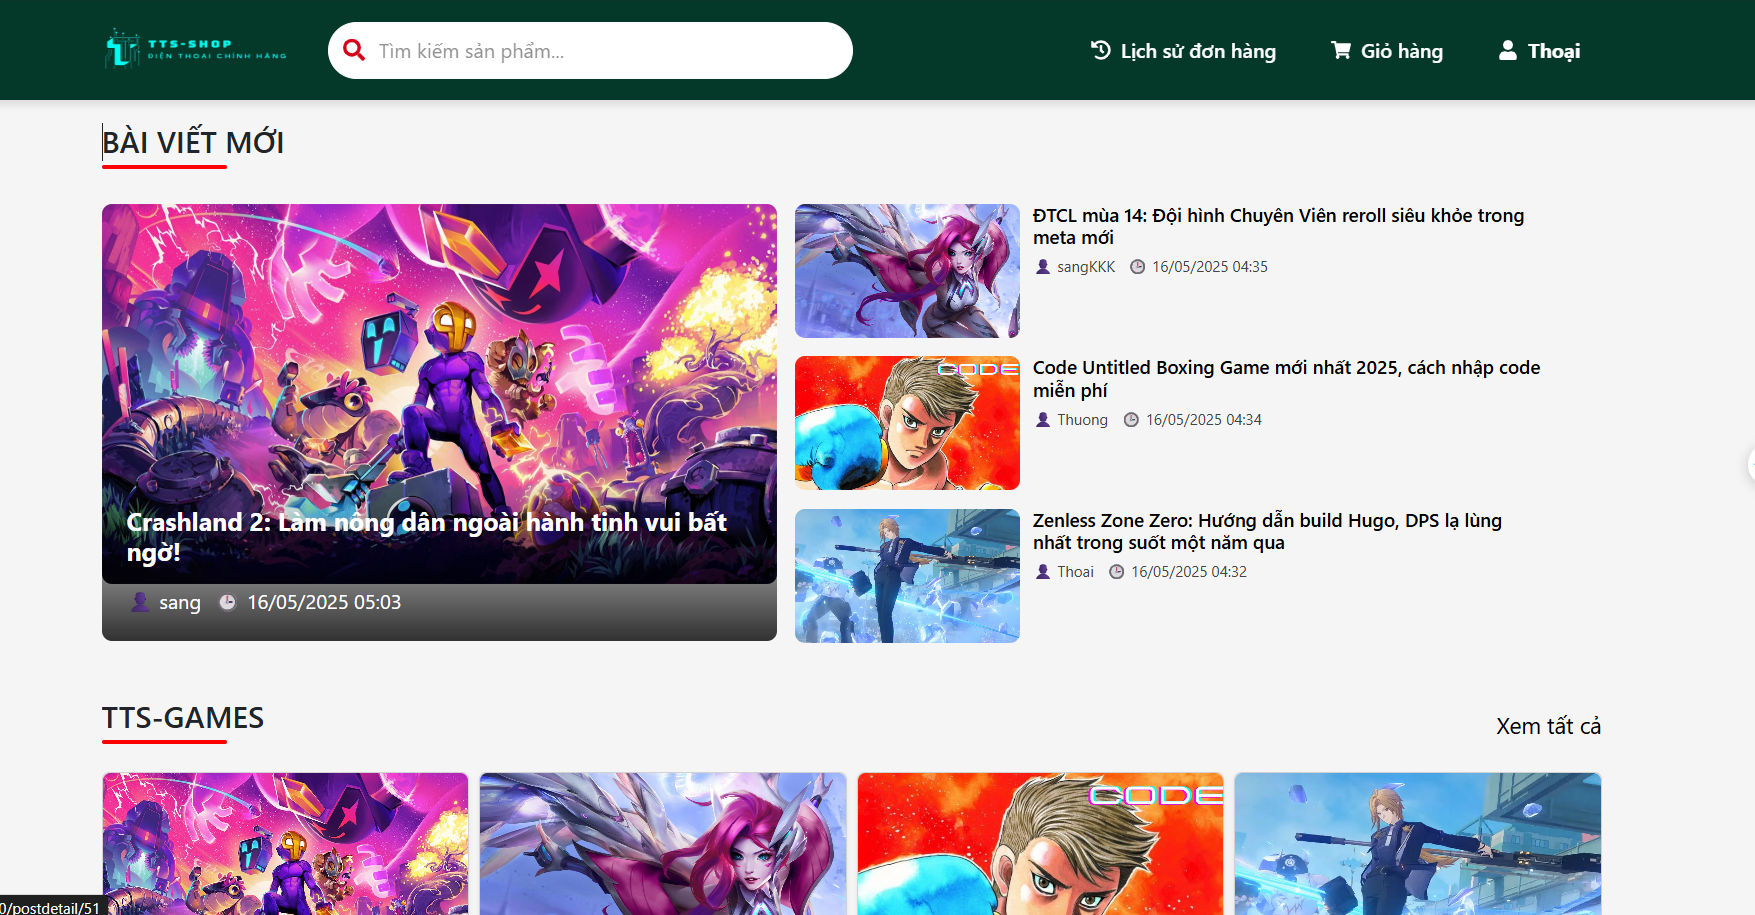 TTS-SHOP
ĐIỆN THOẠI CHÍNH HÃNG
Tìm kiếm sản phẩm...
Lịch sử đơn hàng
Giỏ hàng
Thoại
BÀI VIẾT MỚI
Crashland 2: Làm nông dân ngoài hành tinh vui bất
ngờ!
sang 16/05/2025 05:03
ĐTCL mùa 14: Đội hình Chuyên Viên reroll siêu khỏe trong
meta mới
sangKKK 16/05/2025 04:35
CODE
Code Untitled Boxing Game mới nhất 2025, cách nhập code
miễn phí
Thuong 16/05/2025 04:34
Zenless Zone Zero: Hướng dẫn build Hugo, DPS lạ lùng
nhất trong suốt một năm qua
Thoai 16/05/2025 04:32
TTS-GAMES
Xem tất cả
CODE
0/postdetail/51